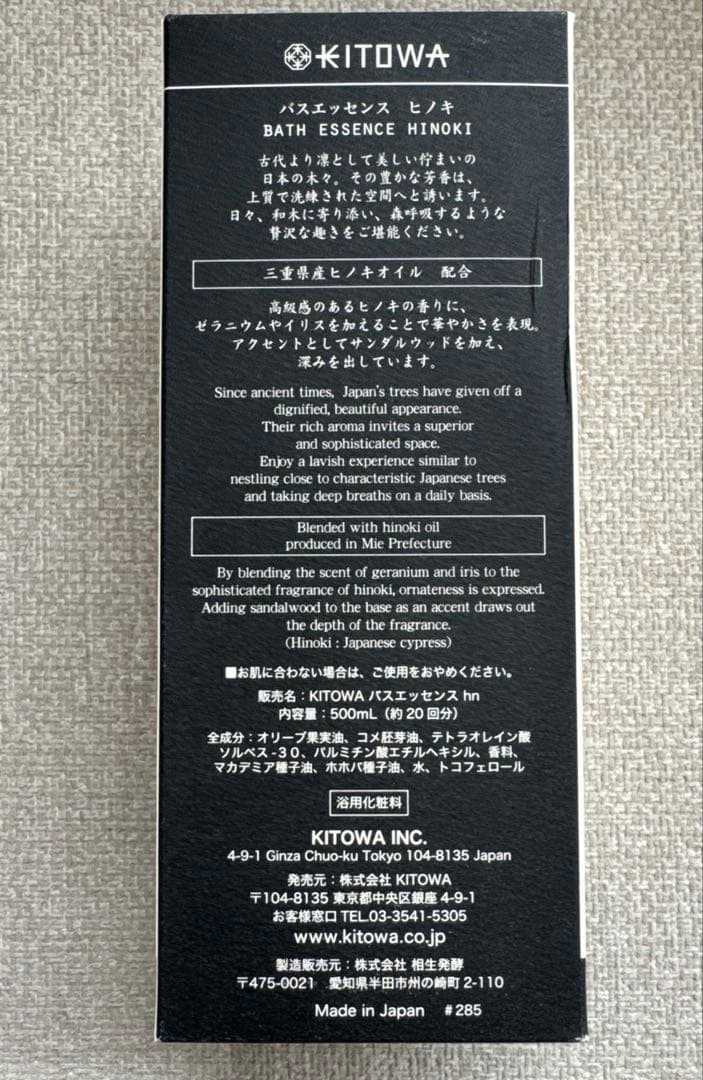 KITOWA
バスエッセンス ヒノキ
BATH ESSENCE HINOKI
古代より凛として美しい佇まいの
日本の木々。その豊かな芳香は、
上質で洗練された空間へと誘います。
日々、和木に寄り添い、森呼吸するような
贅沢な趣きをご堪能ください。
三重県産ヒノキオイル 配合
高級感のあるヒノキの香りに、
ゼラニウムやイリスを加えることで華やかさを表現。
アクセントとしてサンダルウッドを加え、
深みを出しています。
Since ancient times, Japan's trees have given off a
dignified, beautiful appearance.
Their rich aroma invites a superior
and sophisticated space.
Enjoy a lavish experience similar to
nestling close to characteristic Japanese trees
and taking deep breaths on a daily basis.
Blended with hinoki oil
produced in Mie Prefecture
By blending the scent of geranium and iris to the
sophisticated fragrance of hinoki, ornateness is expressed.
Adding sandalwood to the base as an accent draws out
the depth of the fragrance.
(Hinoki : Japanese cypress)
■お肌に合わない場合は、ご使用をおやめください。
販売名：KITOWA バスエッセンス hn
内容量：500mL（約20回分）
全成分：オリーブ果実油、コメ胚芽油、テトラオレイン酸
ソルベス-30、パルミチン酸エチルヘキシル、香料、
マカデミア種子油、ホホバ種子油、水、トコフェロール
浴用化粧料
KITOWA INC.
4-9-1 Ginza Chuo-ku Tokyo 104-8135 Japan
発売元：株式会社 KITOWA
〒104-8135 東京都中央区銀座 4-9-1
お客様窓口 TEL.03-3541-5305
www.kitowa.co.jp
製造販売元：株式会社 相生発酵
〒475-0021 愛知県半田市州の崎町 2-110
Made in Japan #285